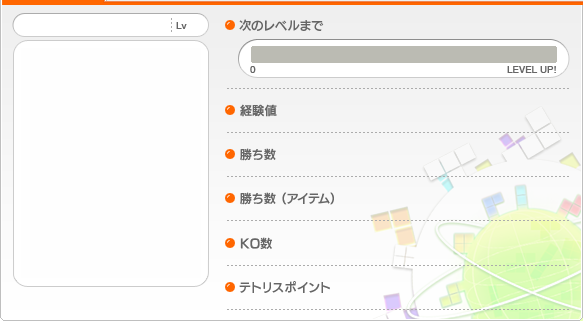 Lv
次のレベルまで
0 LEVEL UP!
経験値
勝ち数
勝ち数（アイテム）
KO数
テトリスポイント